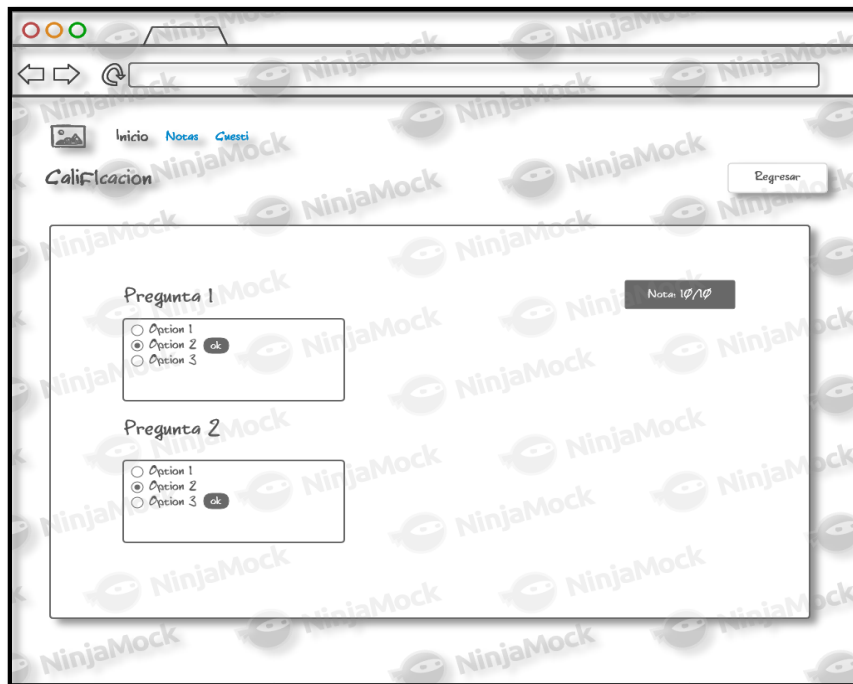 Inicio Notas Cuesti
CaliFIcacion
Regresar
Pregunta 1
Nota: 10/10
Option 1
Option 2 ok
Option 3
Pregunta 2
Option 1
Option 2
Option 3 ok
NinjaMock